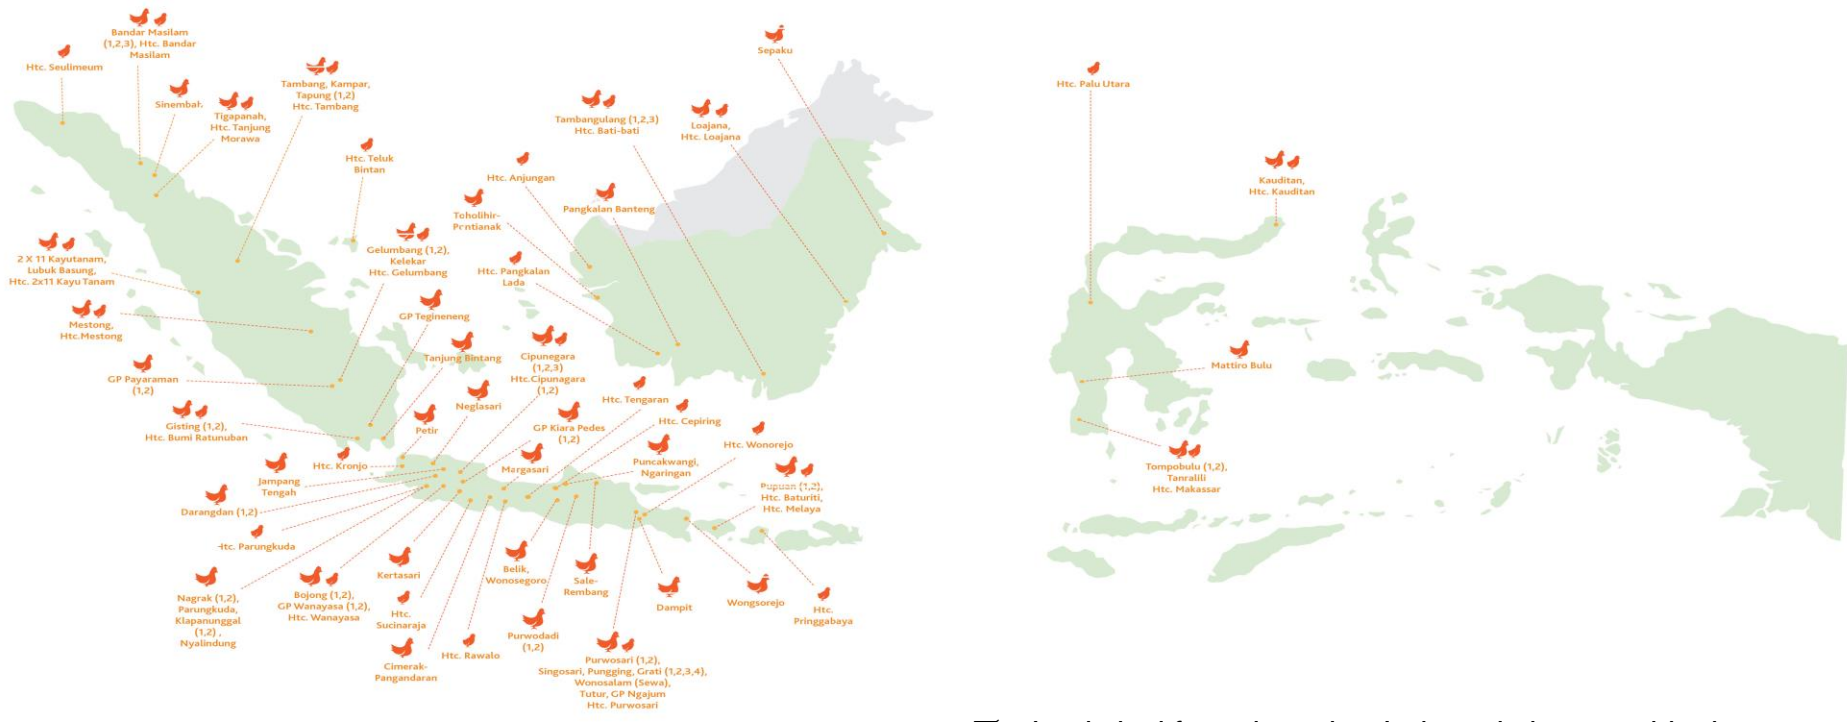 Bandar Masilam
(1,2,3), Htc. Bandar
Masilam
Htc. Seulimeum
Sinembah
Tigapanah,
Htc. Tanjung
Morawa
Tambang, Kampar,
Tapung (1,2)
Htc. Tambang
Htc. Teluk
Bintan
2 X 11 Kayutanam,
Lubuk Basung,
Htc. 2x11 Kayu Tanam
Mestong,
Htc.Mestong
GP Payaraman
(1,2)
Gisting (1,2),
Htc. Bumi Ratunuban
Gelumbang (1,2),
Kelekar
Htc. Gelumbang
GP Tegineneng
Tanjung Bintang
Neglasari
Petir
Htc. Kronjo
Jampang
Tengah
Darangdan (1,2)
Htc. Parungkuda
Nagrak (1,2),
Parungkuda,
Klapanunggal
(1,2) ,
Nyalindung
Bojong (1,2),
GP Wanayasa (1,2),
Htc. Wanayasa
Kertasari
Htc.
Sucinaraja
Cimerak-
Pangandaran
Htc. Rawalo
Belik,
Wonosegoro
Purwodadi
(1,2)
Sale-
Rembang
Purwosari (1,2),
Singosari, Pungging, Grati (1,2,3,4),
Wonosalam (Sewa),
Tutur, GP Ngajum
Htc. Purwosari
Dampit
Wongsorejo
Htc.
Pringgabaya
Cipunegara
(1,2,3)
Htc.Cipunagara
(1,2)
GP Kiara Pedes
(1,2)
Margasari
Htc. Tengaran
Htc. Cepiring
Puncakwangi,
Ngaringan
Htc. Wonorejo
Pupuan (1,2),
Htc. Baturiti,
Htc. Melaya
Sepaku
Tambangulang (1,2,3)
Htc. Bati-bati
Loajana,
Htc. Loajana
Htc. Anjungan
Pangkalan Banteng
Htc. Pangkalan
Lada
Htc. Palu Utara
Kauditan,
Htc. Kauditan
Mattiro Bulu
Tompobulu (1,2),
Tanralili
Htc. Makassar